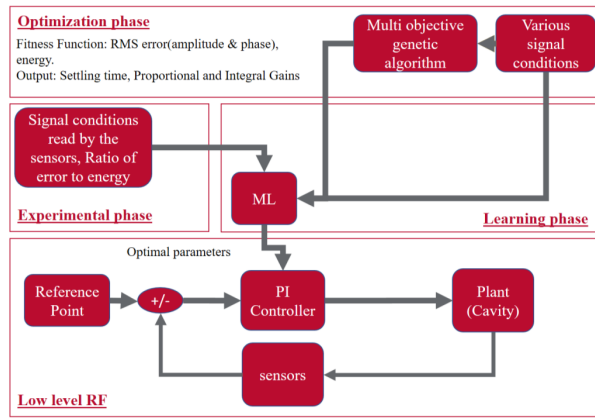 Optimization phase
Fitness Function: RMS error(amplitude & phase),
energy.
Output: Settling time, Proportional and Integral Gains
Multi objective
genetic
algorithm
Various
signal
conditions
Signal conditions
read by the
sensors, Ratio of
error to energy
Experimental phase
ML
Learning phase
Optimal parameters
Reference
Point
+/-
PI
Controller
Plant
(Cavity)
sensors
Low level RF